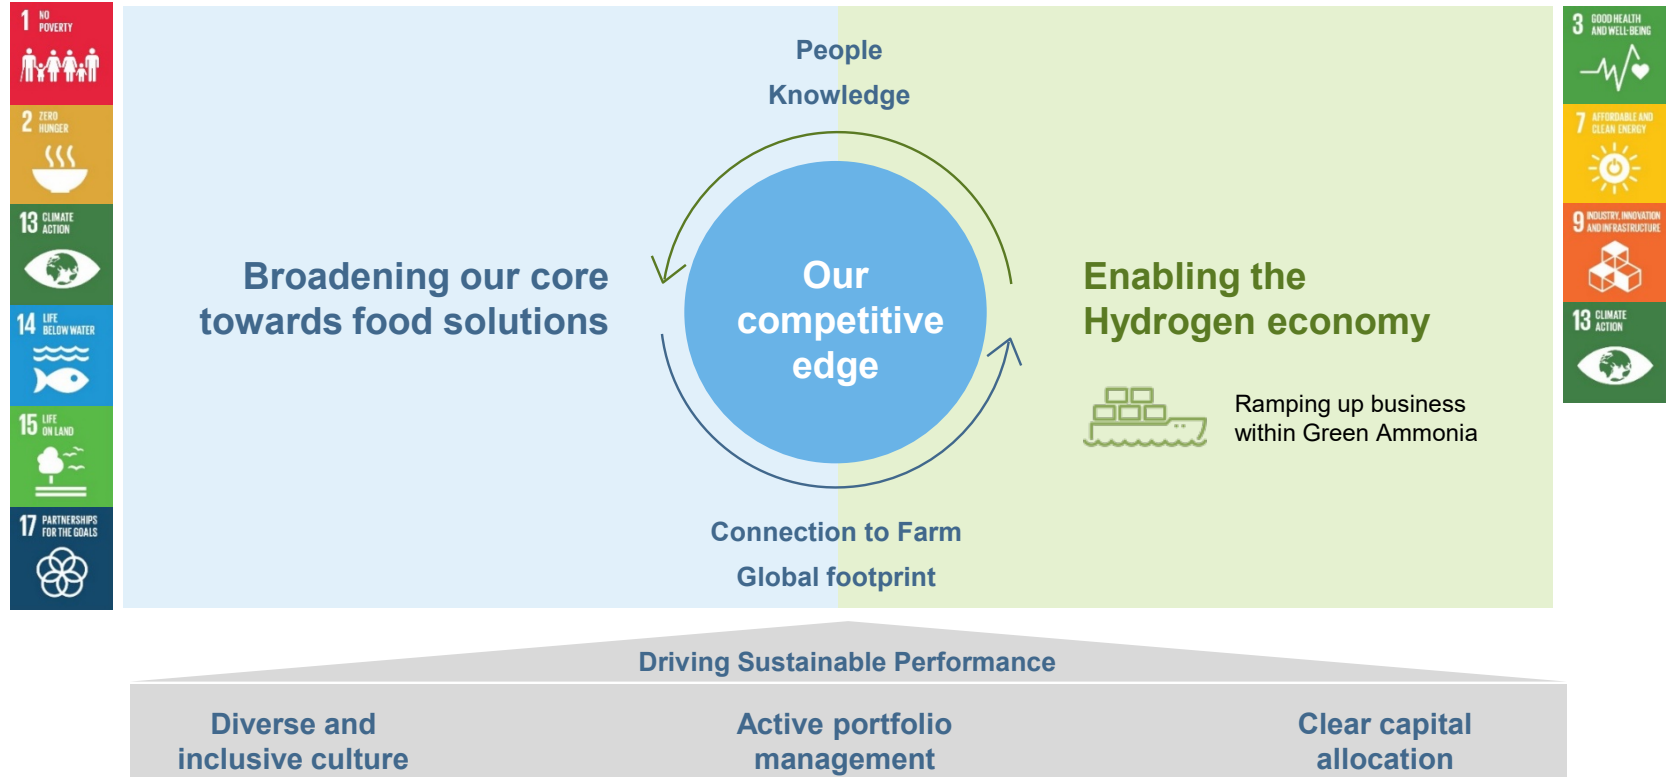 1 NO
POVERTY
2 ZERO
HUNGER
13 CLIMATE
ACTION
14 LIFE
BELOW WATER
15 LIFE
ON LAND
17 PARTNERSHIPS
FOR THE GOALS
People
Knowledge
Broadening our core
towards food solutions
Our
competitive
edge
Enabling the
Hydrogen economy
Ramping up business
within Green Ammonia
Connection to Farm
Global footprint
3 GOOD HEALTH
AND WELL-BEING
7 AFFORDABLE AND
CLEAN ENERGY
9 INDUSTRY, INNOVATION
AND INFRASTRUCTURE
13 CLIMATE
ACTION
Driving Sustainable Performance
Diverse and
inclusive culture
Active portfolio
management
Clear capital
allocation